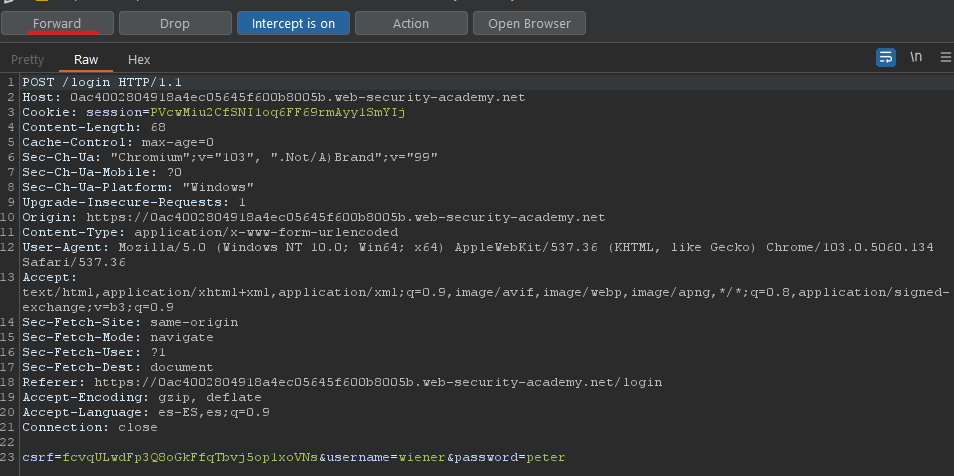 Forward Drop Intercept is on Action Open Browser
Pretty Raw Hex \n
1 POST /login HTTP/1.1
2 Host: 0ac4002804918a4ec05645f600b8005b.web-security-academy.net
3 Cookie: session=PVcwMiu2CfSNI1oq6FF69rmAyylSmYIj
4 Content-Length: 68
5 Cache-Control: max-age=0
6 Sec-Ch-Ua: "Chromium";v="103", ".Not/A)Brand";v="99"
7 Sec-Ch-Ua-Mobile: ?0
8 Sec-Ch-Ua-Platform: "Windows"
9 Upgrade-Insecure-Requests: 1
10 Origin: https://0ac4002804918a4ec05645f600b8005b.web-security-academy.net
11 Content-Type: application/x-www-form-urlencoded
12 User-Agent: Mozilla/5.0 (Windows NT 10.0; Win64; x64) AppleWebKit/537.36 (KHTML, like Gecko) Chrome/103.0.5060.134
Safari/537.36
13 Accept:
text/html,application/xhtml+xml,application/xml;q=0.9,image/avif,image/webp,image/apng,*/*;q=0.8,application/signed-
exchange;v=b3;q=0.9
14 Sec-Fetch-Site: same-origin
15 Sec-Fetch-Mode: navigate
16 Sec-Fetch-User: ?1
17 Sec-Fetch-Dest: document
18 Referer: https://0ac4002804918a4ec05645f600b8005b.web-security-academy.net/login
19 Accept-Encoding: gzip, deflate
20 Accept-Language: es-ES,es;q=0.9
21 Connection: close
22
23 csrf=fcvqULwdFp3Q8oGkFfqTbvj5op1xoVNs&username=wiener&password=peter